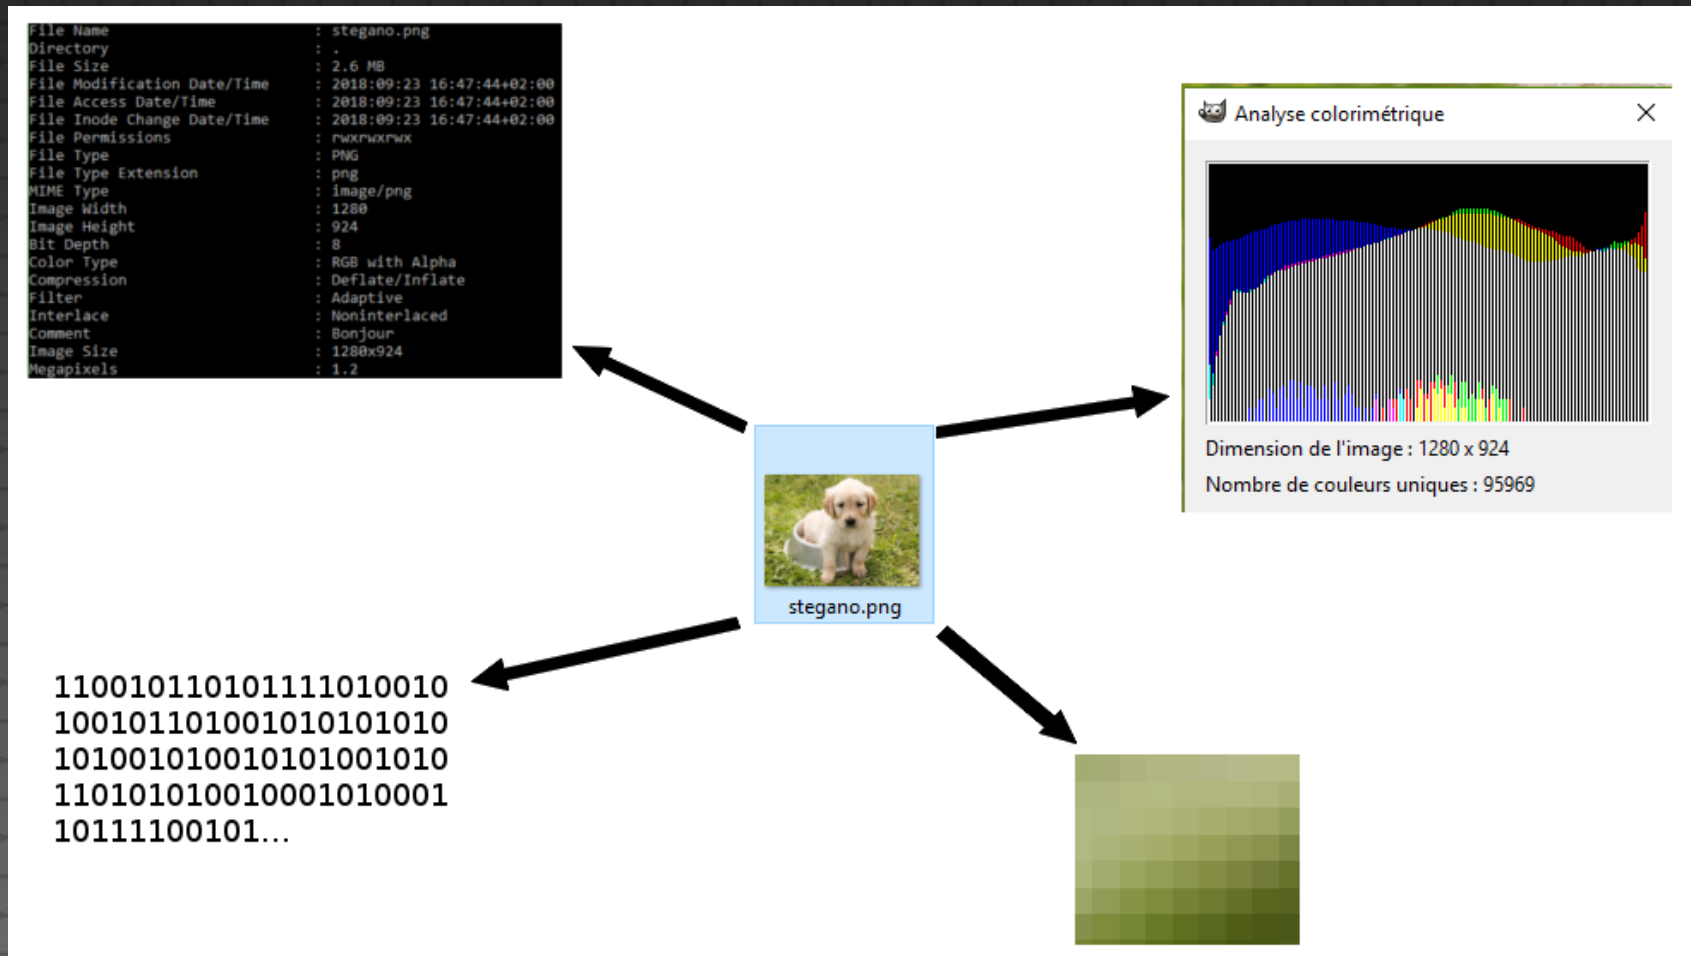 File Name : stegano.png
Directory : .
File Size : 2.6 MB
File Modification Date/Time : 2018:09:23 16:47:44+02:00
File Access Date/Time : 2018:09:23 16:47:44+02:00
File Inode Change Date/Time : 2018:09:23 16:47:44+02:00
File Permissions : rwxrwxrwx
File Type : PNG
File Type Extension : png
MIME Type : image/png
Image Width : 1280
Image Height : 924
Bit Depth : 8
Color Type : RGB with Alpha
Compression : Deflate/Inflate
Filter : Adaptive
Interlace : Noninterlaced
Comment : Bonjour
Image Size : 1280x924
Megapixels : 1.2
Analyse colorimétrique
Dimension de l'image : 1280 x 924
Nombre de couleurs uniques : 95969
stegano.png
110010110101111010010
100101101001010101010
101001010010101001010
110101010010001010001
10111100101...